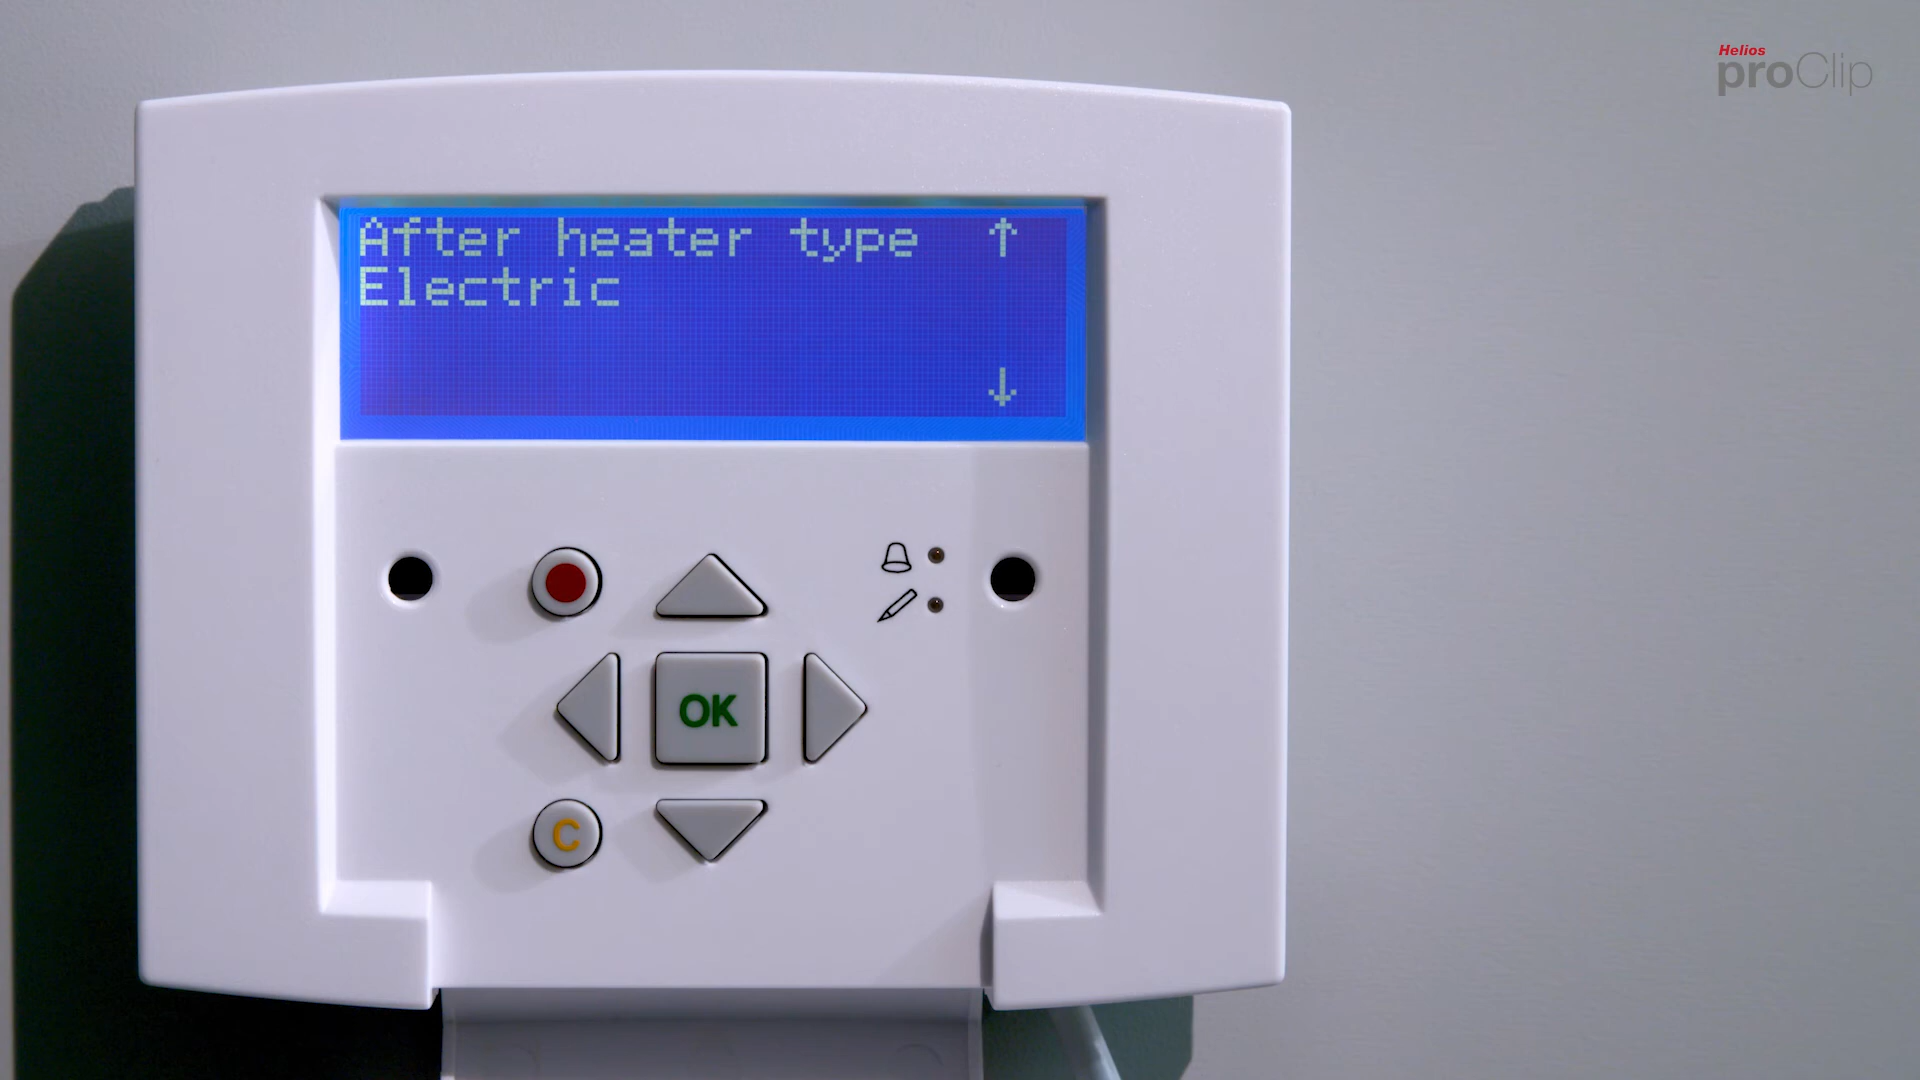 Helios
proClip
After heater type ↑
Electric
↓
OK
C